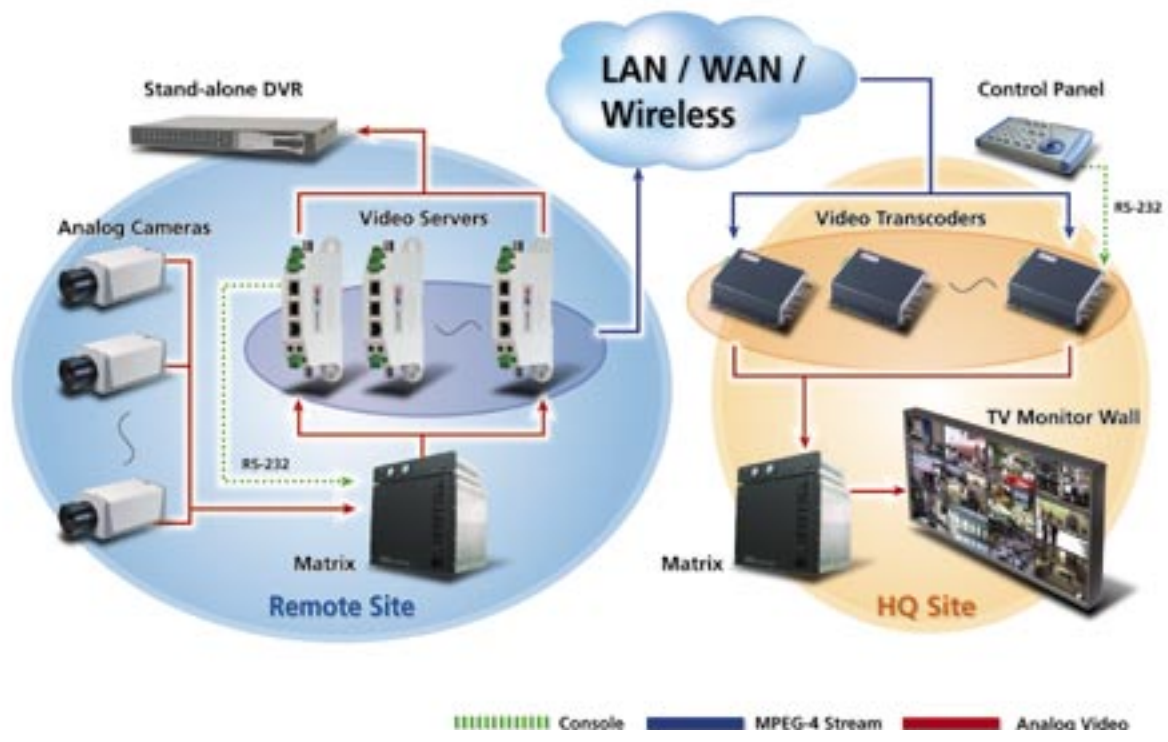 LAN / WAN /
Wireless
Stand-alone DVR
Control Panel
RS-232
Analog Cameras
Video Servers
Video Transcoders
TV Monitor Wall
RS-232
Matrix
Matrix
Remote Site
HQ Site
Console
MPEG-4 Stream
Analog Video